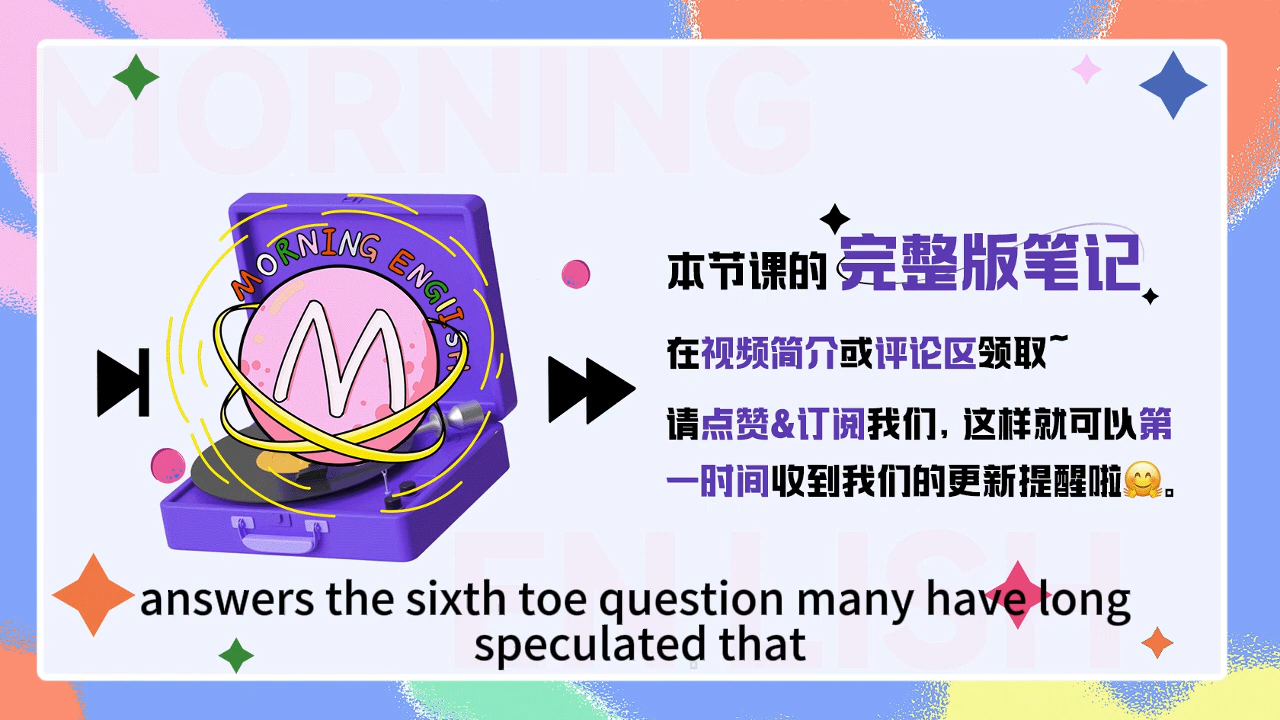 MORNING
MORNING ENGlISH
M
本节课的 完整版笔记
在视频简介或评论区领取~
请点赞&订阅我们，这样就可以第
一时间收到我们的更新提醒啦🤗。
answers the sixth toe question many have long
speculated that